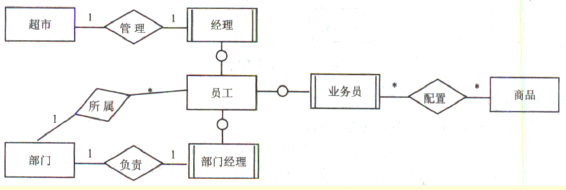 超市 1 管理 1 经理
员工 业务员 * 配置 * 商品
所属 *
1
部门 1 负责 1 部门经理